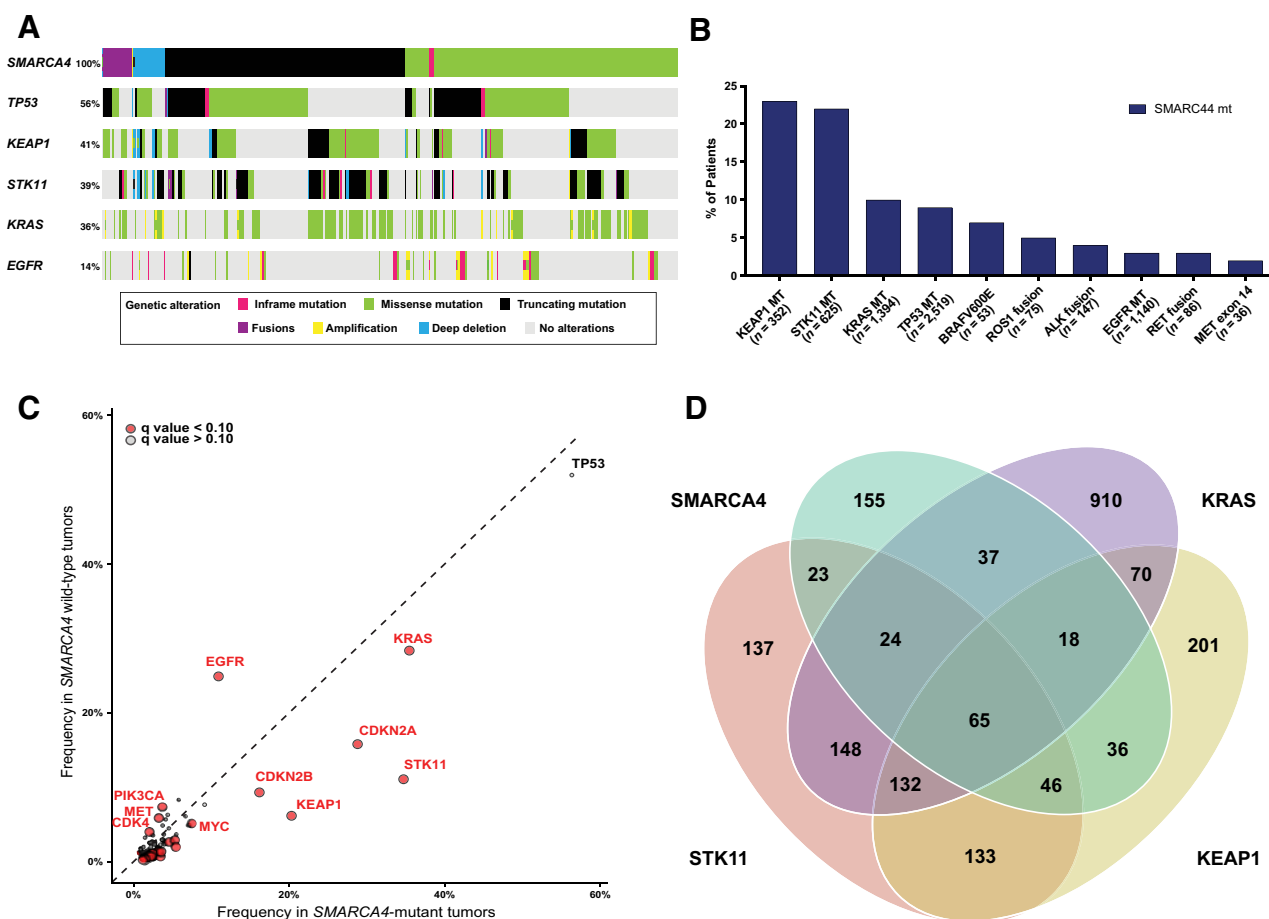 A
SMARCA4 100%
TP53 56%
KEAP1 41%
STK11 39%
KRAS 36%
EGFR 14%
Genetic alteration Inframe mutation Missense mutation Truncating mutation
Fusions Amplification Deep deletion No alterations
B
% of Patients
25
20
15
10
5
0
SMARC44 mt
KEAP1 MT
(n = 352)
STK11 MT
(n = 625)
KRAS MT
(n = 1,394)
TP53 MT
(n = 2,519)
BRAFV600E
(n = 53)
ROS1 fusion
(n = 75)
ALK fusion
(n = 147)
EGFR MT
(n = 1,140)
RET fusion
(n = 86)
MET exon 14
(n = 36)
C
Frequency in SMARCA4 wild-type tumors
60%
40%
20%
0%
q value < 0.10
q value > 0.10
TP53
KRAS
EGFR
CDKN2A
STK11
CDKN2B
KEAP1
PIK3CA
MET
CDK4
MYC
0% 20% 40% 60%
Frequency in SMARCA4-mutant tumors
D
SMARCA4
KRAS
155
910
37
23
70
137
24
18
201
65
148
36
132
46
133
STK11
KEAP1